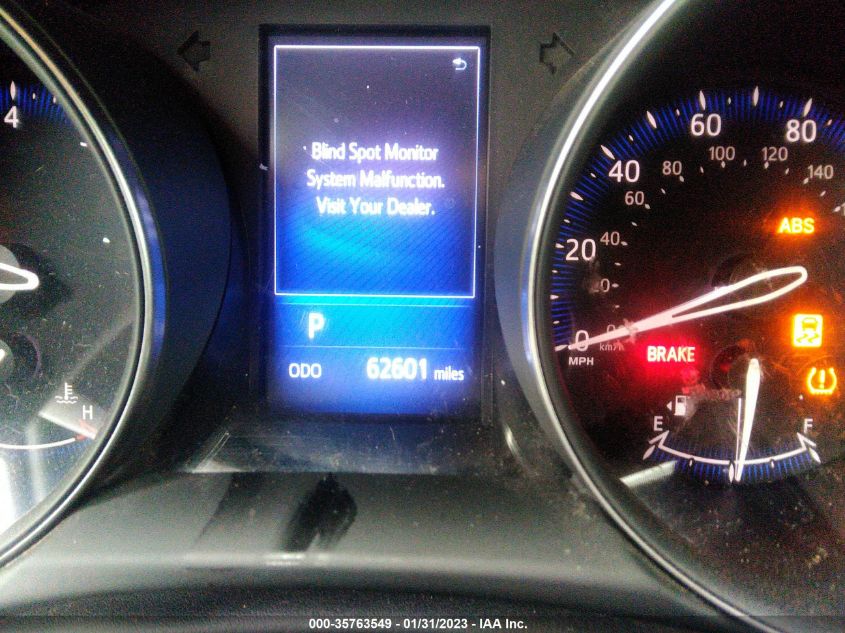 Blind Spot Monitor
System Malfunction.
Visit Your Dealer.
P
ODO 62601 miles
4
H
0 20 40 60 80
0 40 60 80 100 120 140
MPH
km/h
ABS
BRAKE
E F
000-35763549 - 01/31/2023 - IAA Inc.